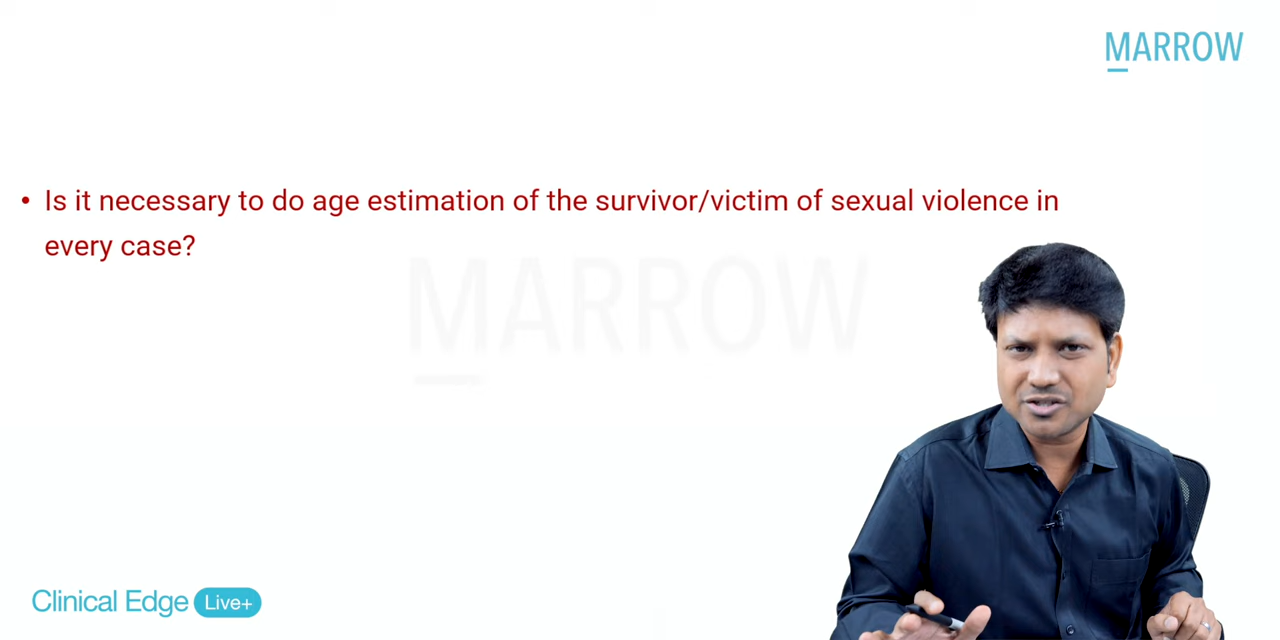 MARROW
• Is it necessary to do age estimation of the survivor/victim of sexual violence in
every case?
MARROW
Clinical Edge Live+